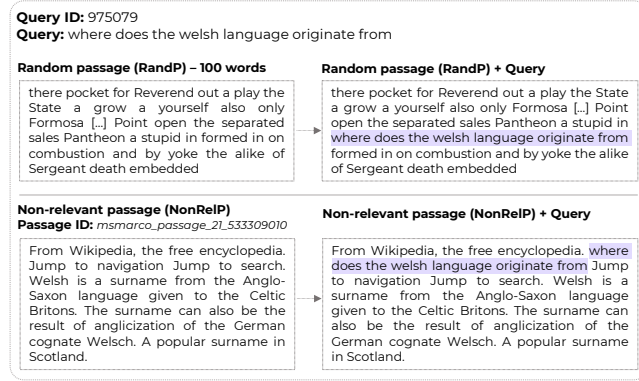 Query ID: 975079
Query: where does the welsh language originate from
Random passage (RandP) – 100 words
there pocket for Reverend out a play the
State a grow a yourself also only
Formosa [...] Point open the separated
sales Pantheon a stupid in formed in on
combustion and by yoke the alike of
Sergeant death embedded
Random passage (RandP) + Query
there pocket for Reverend out a play the State
a grow a yourself also only Formosa [...] Point
open the separated sales Pantheon a stupid in
where does the welsh language originate from
formed in on combustion and by yoke the alike
of Sergeant death embedded
Non-relevant passage (NonRelP)
Passage ID: msmarco_passage_21_533309010
From Wikipedia, the free encyclopedia.
Jump to navigation Jump to search.
Welsh is a surname from the Anglo-
Saxon language given to the Celtic
Britons. The surname can also be the
result of anglicization of the German
cognate Welsch. A popular surname in
Scotland.
Non-relevant passage (NonRelP) + Query
From Wikipedia, the free encyclopedia. where
does the welsh language originate from Jump
to navigation Jump to search. Welsh is a
surname from the Anglo-Saxon language
given to the Celtic Britons. The surname can
also be the result of anglicization of the
German cognate Welsch. A popular surname
in Scotland.